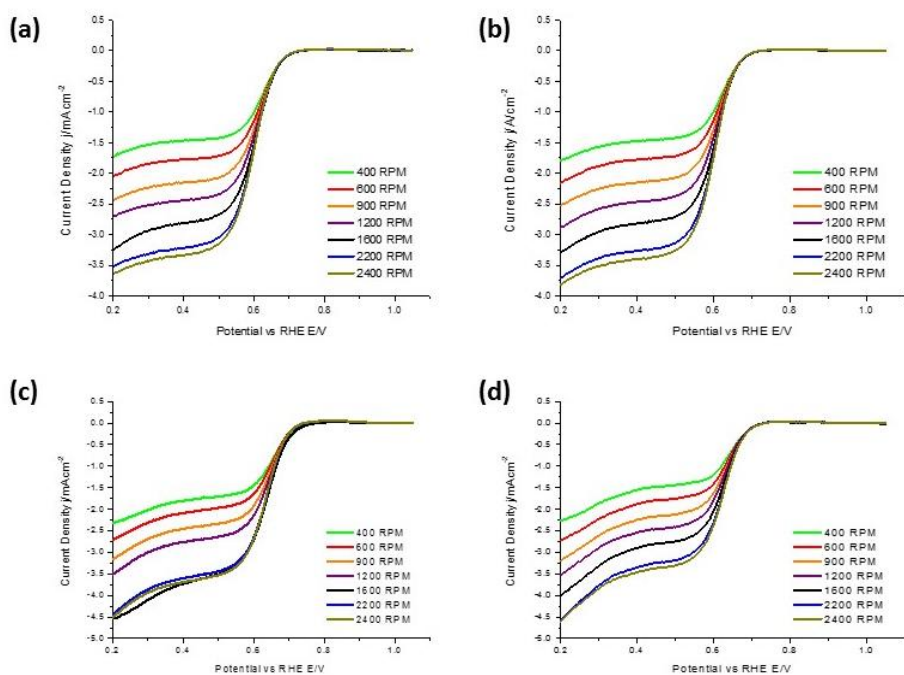 (a)
0.5
0.0
-0.5
-1.0
-1.5
-2.0
-2.5
-3.0
-3.5
-4.0
Current Density j/mAcm-2
400 RPM
600 RPM
900 RPM
1200 RPM
1600 RPM
2200 RPM
2400 RPM
0.2 0.4 0.6 0.8 1.0
Potential vs RHE E/V
(b)
0.5
0.0
-0.5
-1.0
-1.5
-2.0
-2.5
-3.0
-3.5
-4.0
Current Density j/A/cm-2
400 RPM
600 RPM
900 RPM
1200 RPM
1600 RPM
2200 RPM
2400 RPM
0.2 0.4 0.6 0.8 1.0
Potential vs RHE E/V
(c)
0.5
0.0
-0.5
-1.0
-1.5
-2.0
-2.5
-3.0
-3.5
-4.0
-4.5
-5.0
Current Density j/mAcm-2
400 RPM
600 RPM
900 RPM
1200 RPM
1600 RPM
2200 RPM
2400 RPM
0.2 0.4 0.6 0.8 1.0
Potential vs RHE E/V
(d)
0.5
0.0
-0.5
-1.0
-1.5
-2.0
-2.5
-3.0
-3.5
-4.0
-4.5
-5.0
Current Density j/mAcm-2
400 RPM
600 RPM
900 RPM
1200 RPM
1600 RPM
2200 RPM
2400 RPM
0.2 0.4 0.6 0.8 1.0
Potential vs RHE E/V